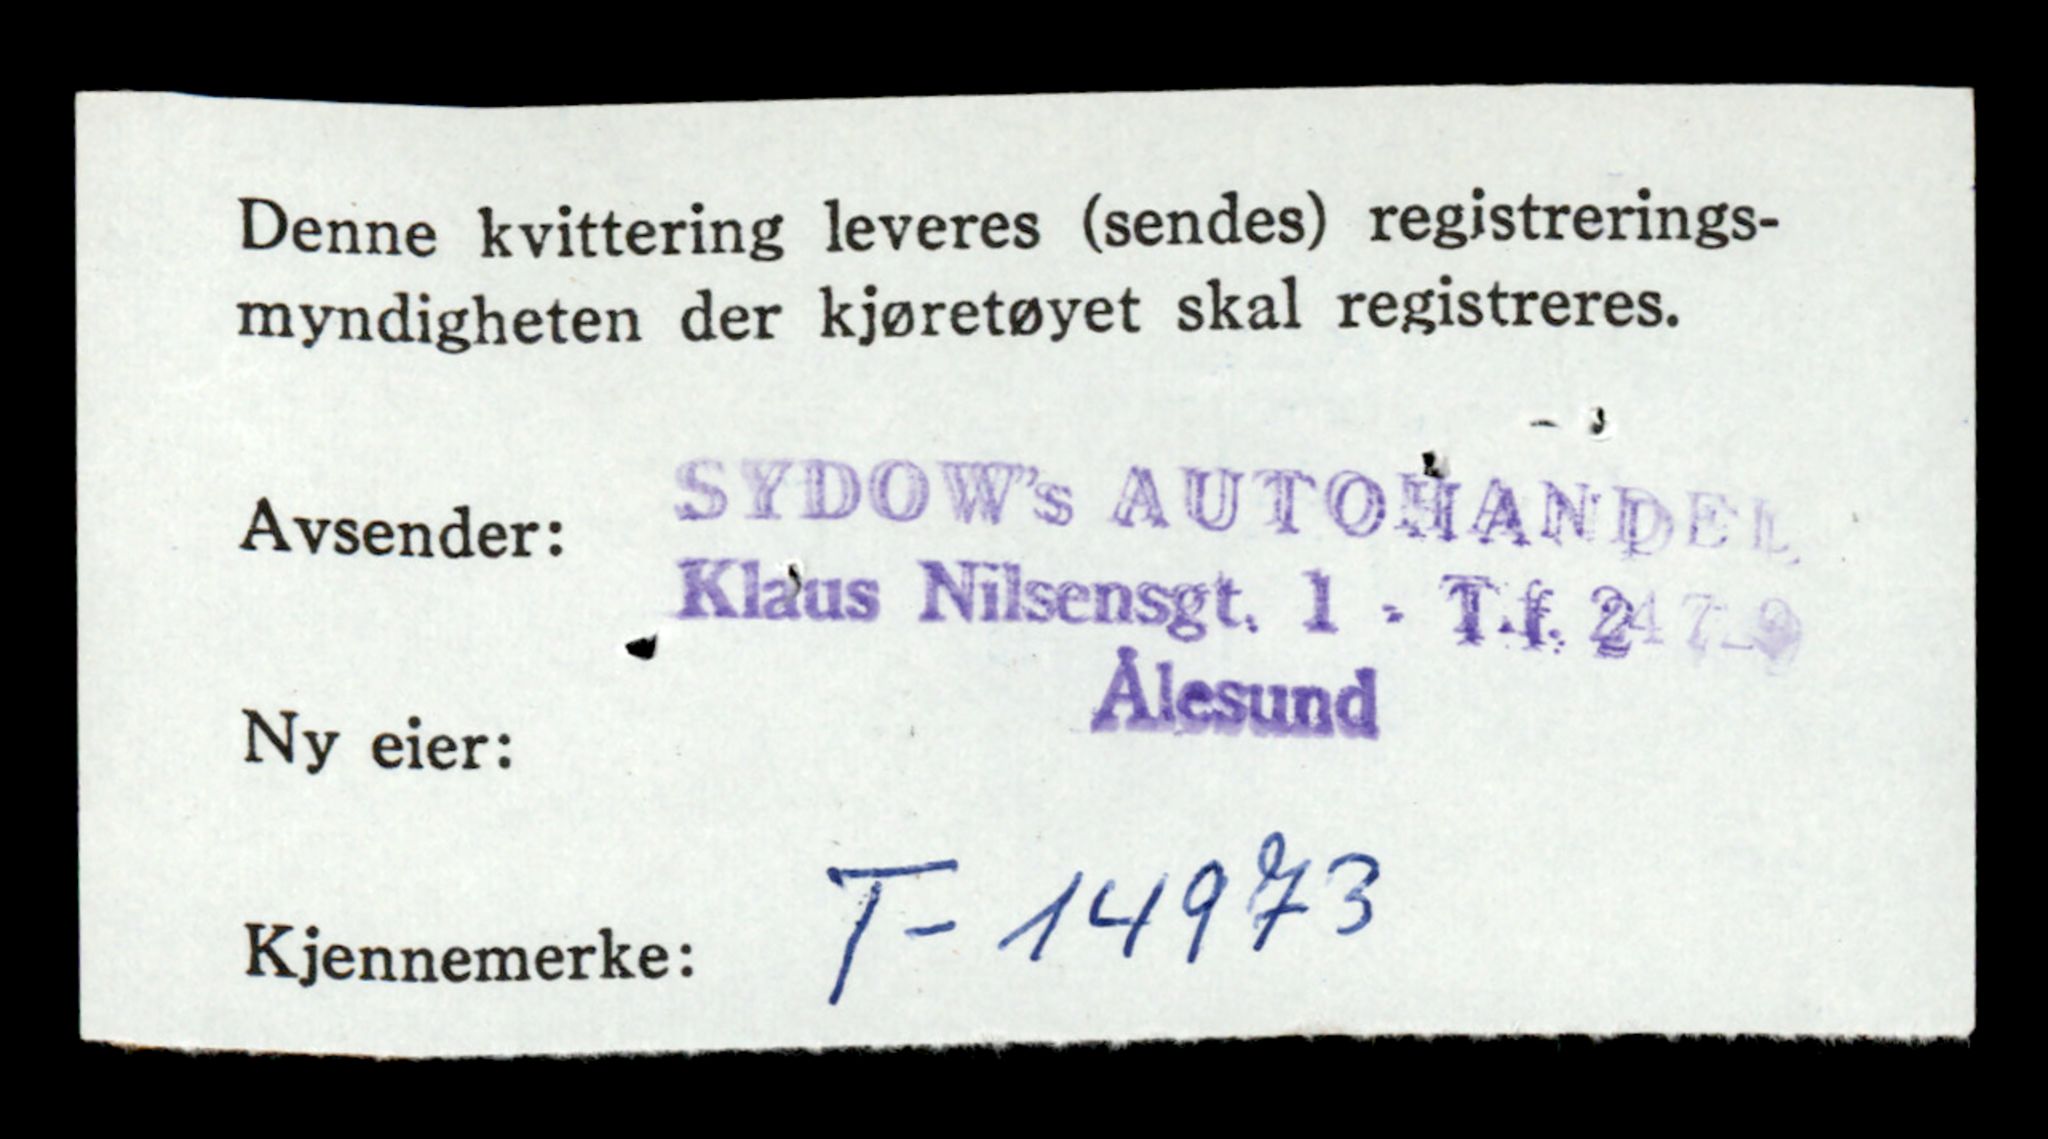 Denne kvittering leveres (sendes) registrerings-
myndigheten der kjøretøyet skal registreres.
Avsender: SYDOW's AUTOHANDEL
Klaus Nilsensgt. 1 - T.f. 2
Ålesund
Ny eier:
Kjennemerke: T- 14973